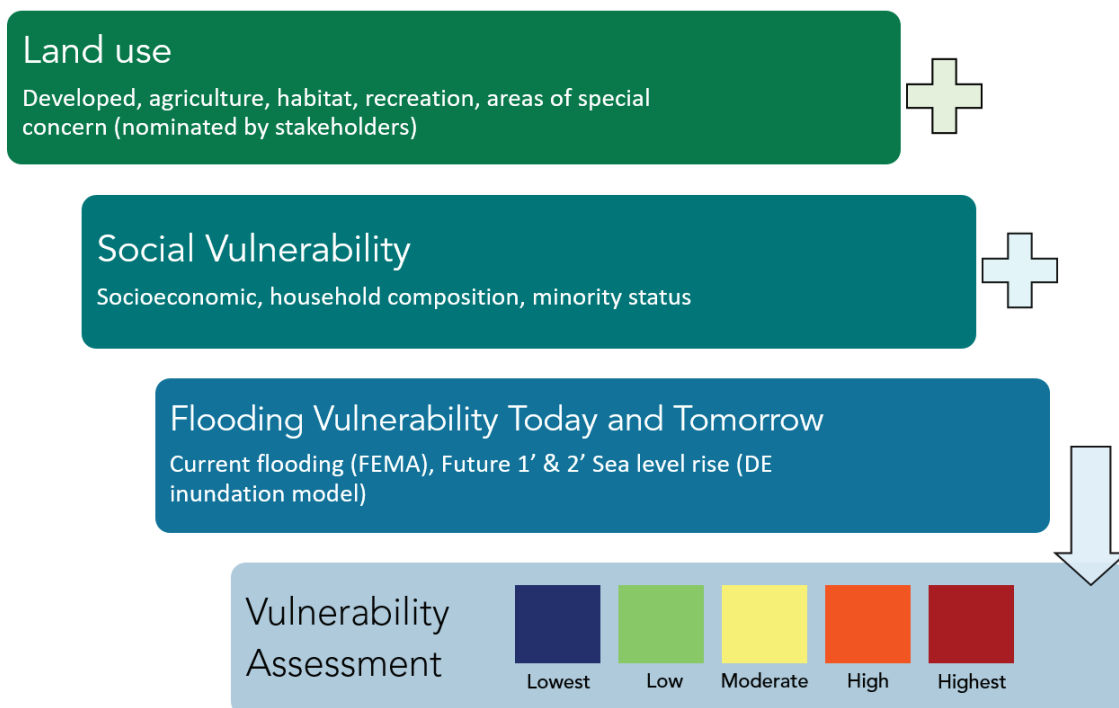 Land use
Developed, agriculture, habitat, recreation, areas of special
concern (nominated by stakeholders)
Social Vulnerability
Socioeconomic, household composition, minority status
Flooding Vulnerability Today and Tomorrow
Current flooding (FEMA), Future 1’ & 2’ Sea level rise (DE
inundation model)
Vulnerability
Assessment
Lowest
Low
Moderate
High
Highest